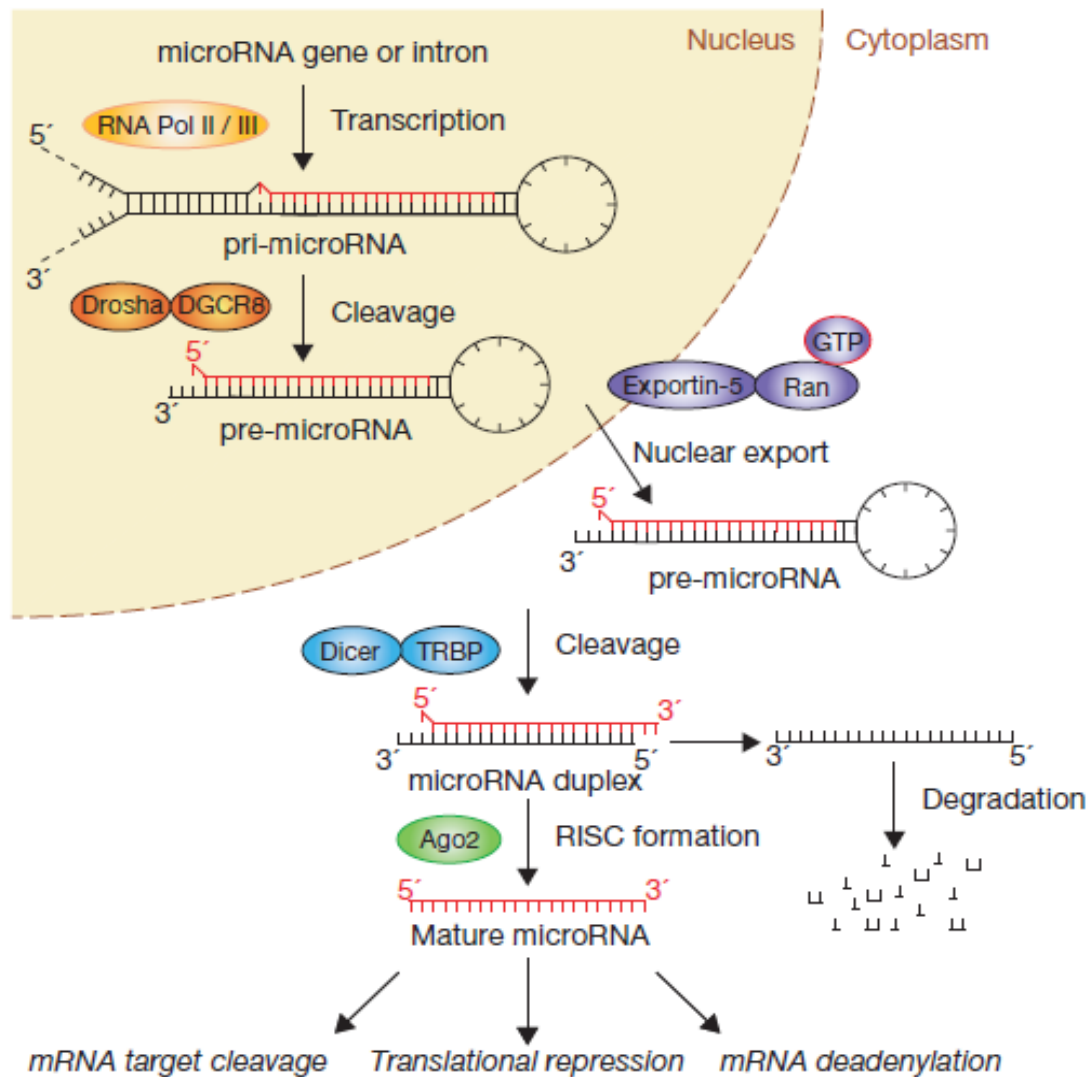 Nucleus
Cytoplasm
microRNA gene or intron
RNA Pol II / III
Transcription
5´
3´
pri-microRNA
Drosha
DGCR8
Cleavage
5´
3´
pre-microRNA
GTP
Exportin-5
Ran
Nuclear export
5´
3´
pre-microRNA
Dicer
TRBP
Cleavage
5´
3´
3´
5´
microRNA duplex
3´
5´
Degradation
Ago2
RISC formation
5´
3´
Mature microRNA
mRNA target cleavage
Translational repression
mRNA deadenylation